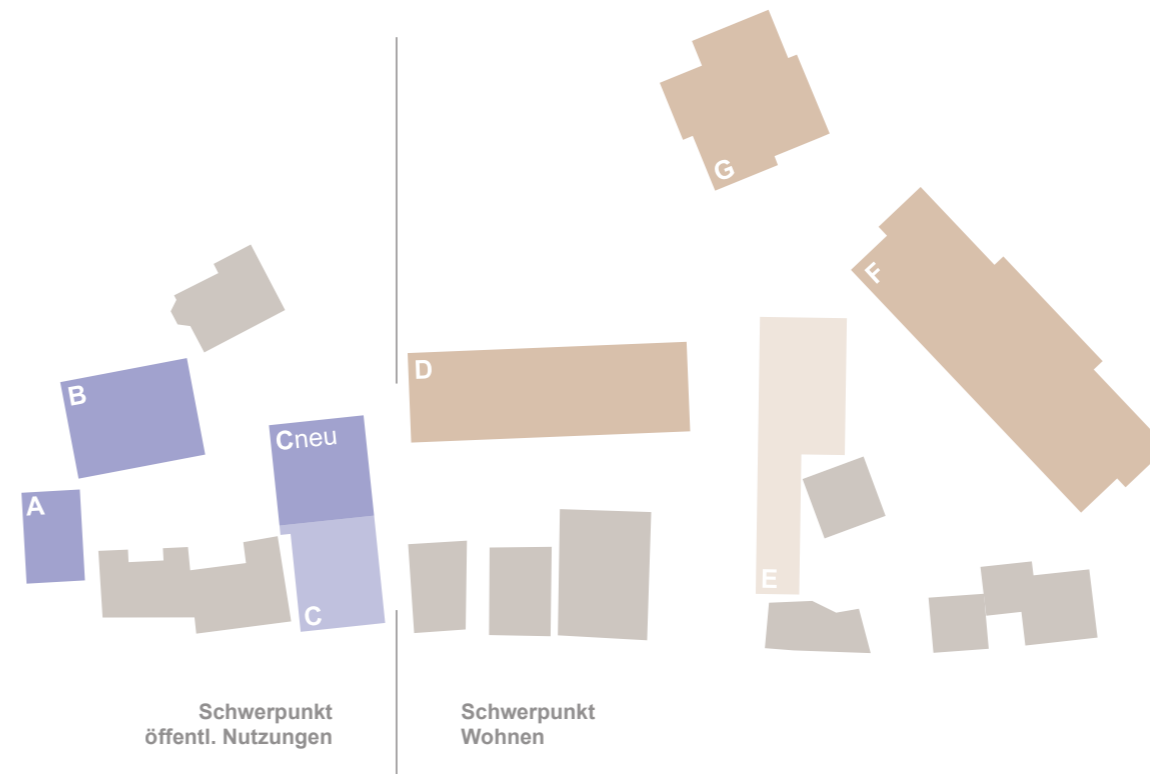 G
F
D
B
Cneu
A
E
C
Schwerpunkt
öffentl. Nutzungen
Schwerpunkt
Wohnen